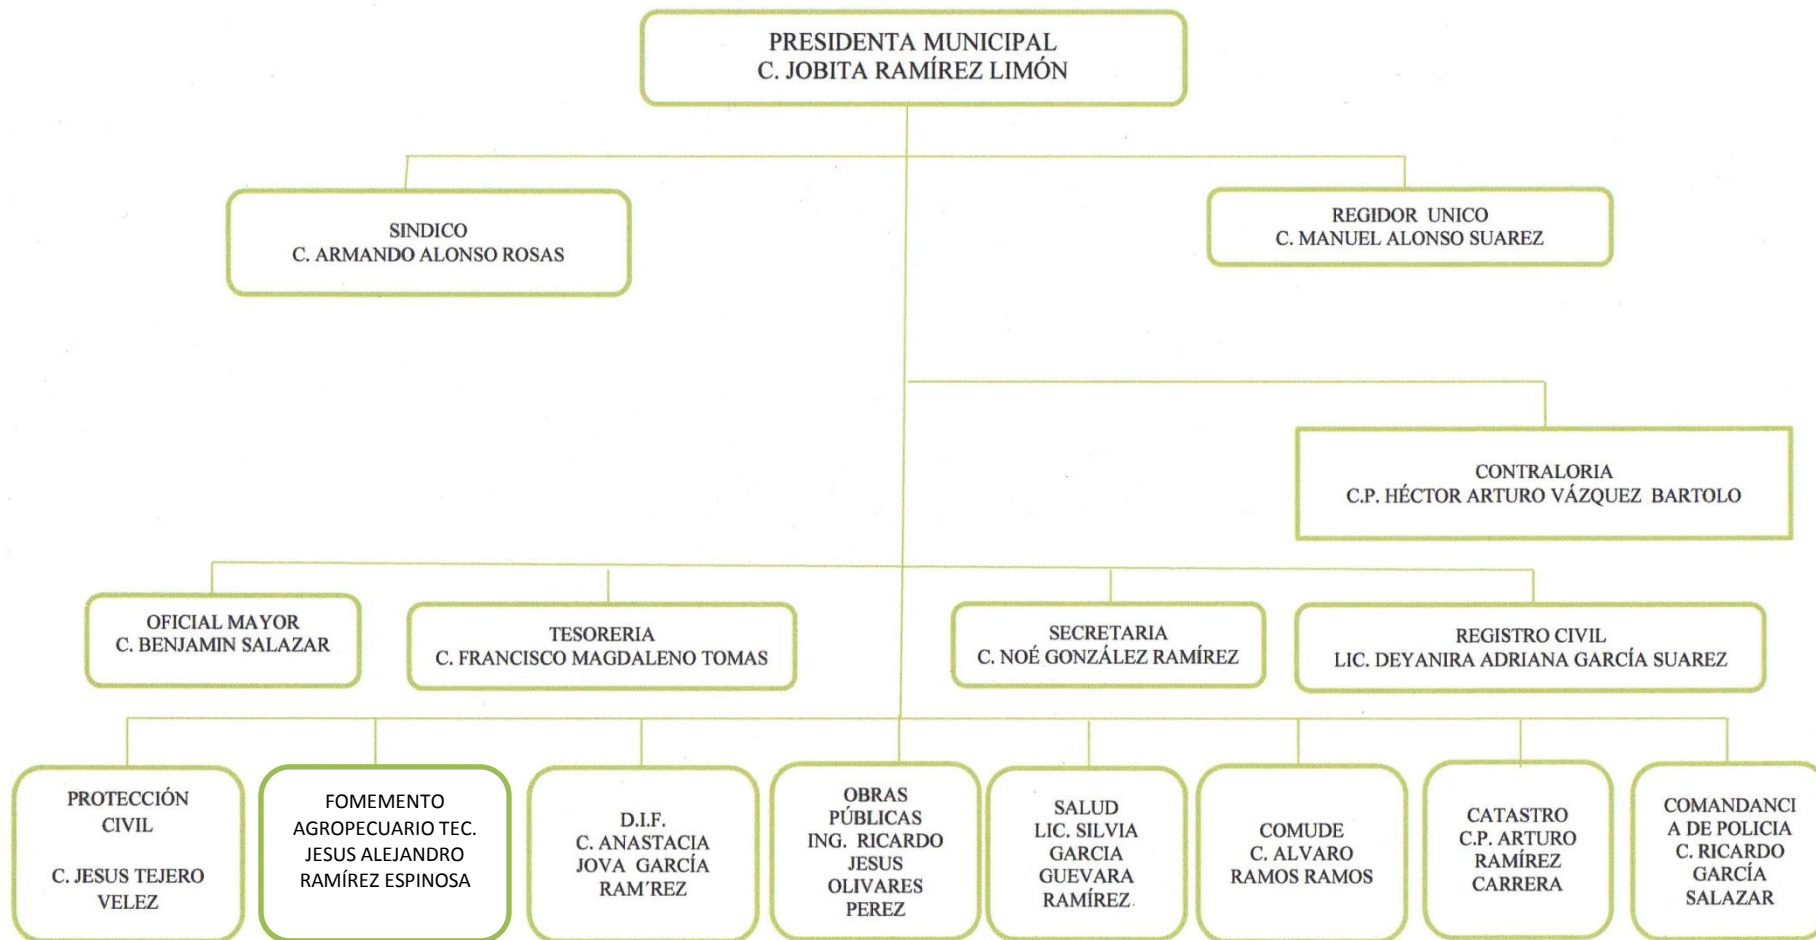 PRESIDENTA MUNICIPAL
C. JOBITA RAMÍREZ LIMÓN
SINDICO
C. ARMANDO ALONSO ROSAS
REGIDOR UNICO
C. MANUEL ALONSO SUAREZ
CONTRALORIA
C.P. HÉCTOR ARTURO VÁZQUEZ BARTOLO
OFICIAL MAYOR
C. BENJAMIN SALAZAR
TESORERIA
C. FRANCISCO MAGDALENO TOMAS
SECRETARIA
C. NOÉ GONZÁLEZ RAMÍREZ
REGISTRO CIVIL
LIC. DEYANIRA ADRIANA GARCÍA SUAREZ
PROTECCIÓN
CIVIL
C. JESUS TEJERO
VELEZ
FOMEMENTO
AGROPECUARIO TEC.
JESUS ALEJANDRO
RAMÍREZ ESPINOSA
D.I.F.
C. ANASTACIA
JOVA GARCÍA
RAM´REZ
OBRAS
PÚBLICAS
ING. RICARDO
JESUS
OLIVARES
PEREZ
SALUD
LIC. SILVIA
GARCIA
GUEVARA
RAMÍREZ
COMUDE
C. ALVARO
RAMOS RAMOS
CATASTRO
C.P. ARTURO
RAMÍREZ
CARRERA
COMANDANCI
A DE POLICIA
C. RICARDO
GARCÍA
SALAZAR